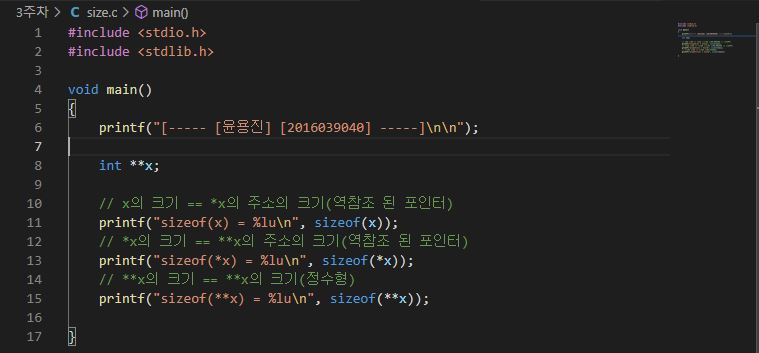 3주차 > C size.c > main()
1 #include <stdio.h>
2 #include <stdlib.h>
3
4 void main()
5 {
6 printf("[----- [윤용진] [2016039040] -----]\n\n");
7
8 int **x;
9
10 // x의 크기 == *x의 주소의 크기(역참조 된 포인터)
11 printf("sizeof(x) = %lu\n", sizeof(x));
12 // *x의 크기 == **x의 주소의 크기(역참조 된 포인터)
13 printf("sizeof(*x) = %lu\n", sizeof(*x));
14 // **x의 크기 == **x의 크기(정수형)
15 printf("sizeof(**x) = %lu\n", sizeof(**x));
16
17 }